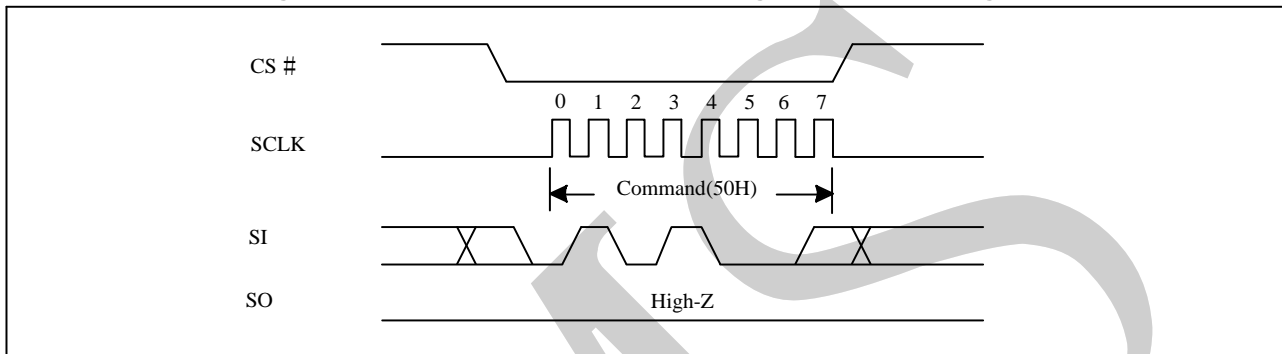 CS #
0 1 2 3 4 5 6 7
SCLK
Command(50H)
SI
SO
High-Z